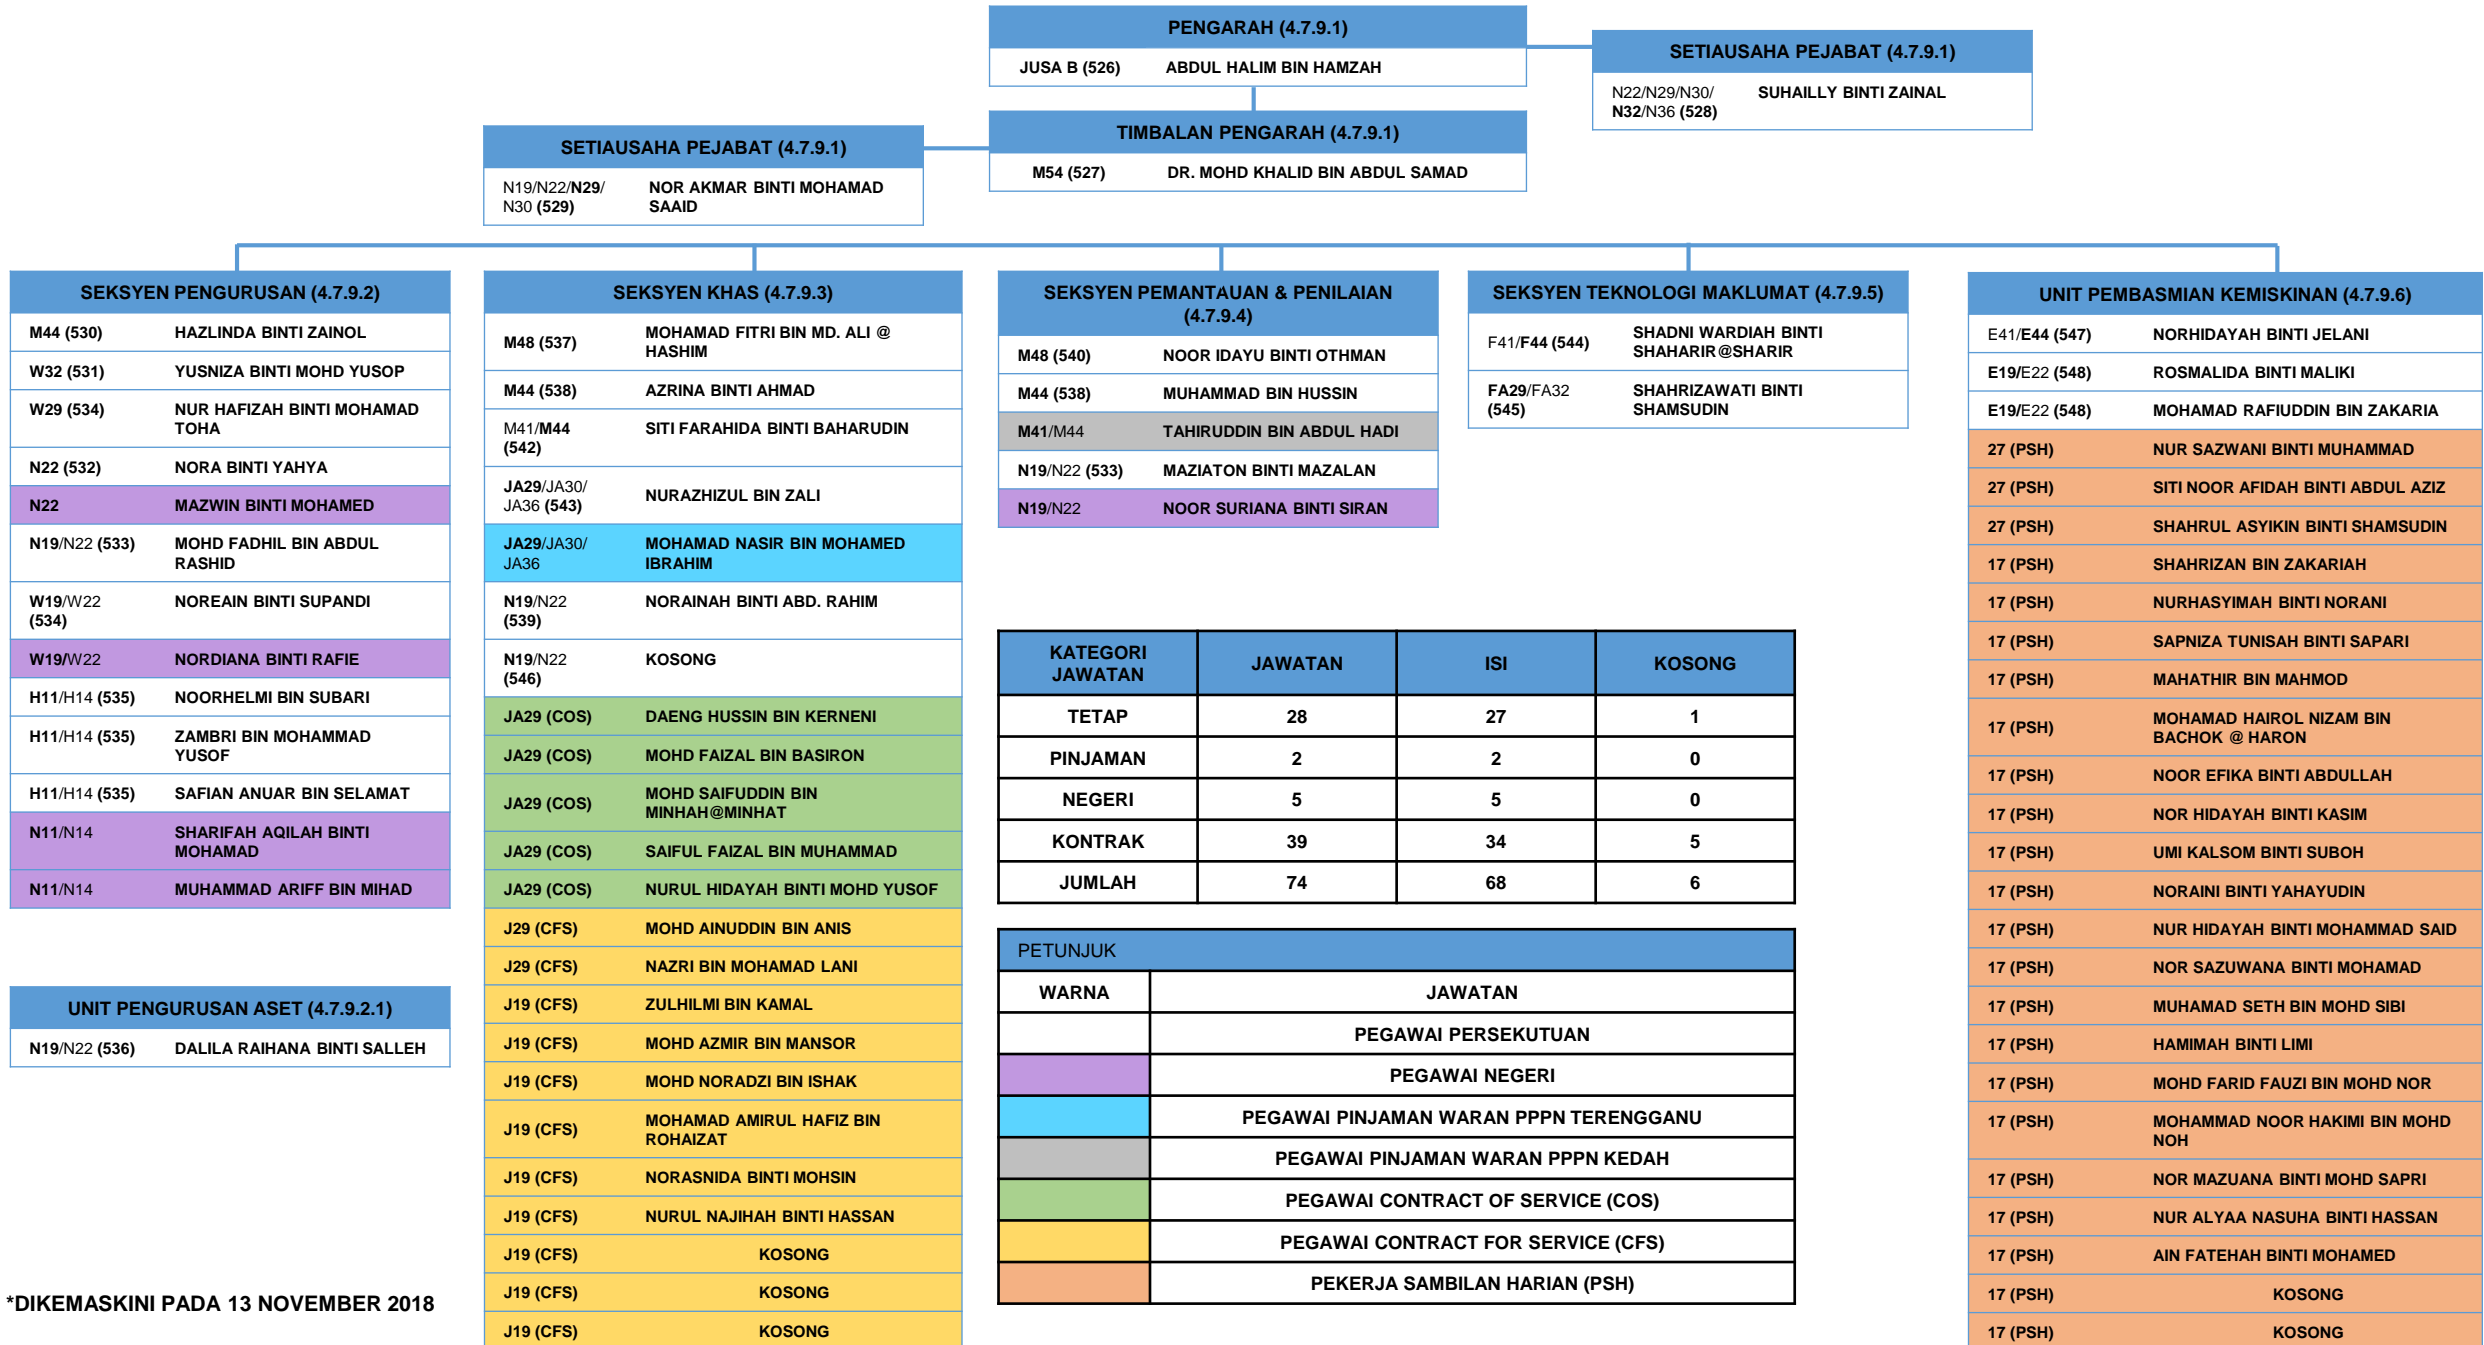 PENGARAH (4.7.9.1)
JUSA B (526) ABDUL HALIM BIN HAMZAH
SETIAUSAHA PEJABAT (4.7.9.1)
N22/N29/N30/ SUHAILLY BINTI ZAINAL
N32/N36 (528)
TIMBALAN PENGARAH (4.7.9.1)
M54 (527) DR. MOHD KHALID BIN ABDUL SAMAD
SETIAUSAHA PEJABAT (4.7.9.1)
N19/N22/N29/ NOR AKMAR BINTI MOHAMAD
N30 (529) SAAID
SEKSYEN PENGURUSAN (4.7.9.2)
M44 (530) HAZLINDA BINTI ZAINOL
W32 (531) YUSNIZA BINTI MOHD YUSOP
W29 (534) NUR HAFIZAH BINTI MOHAMAD
TOHA
N22 (532) NORA BINTI YAHYA
N22 MAZWIN BINTI MOHAMED
N19/N22 (533) MOHD FADHIL BIN ABDUL
RASHID
W19/W22 NOREAIN BINTI SUPANDI
(534)
W19/W22 NORDIANA BINTI RAFIE
H11/H14 (535) NOORHELMI BIN SUBARI
H11/H14 (535) ZAMBRI BIN MOHAMMAD
YUSOF
H11/H14 (535) SAFIAN ANUAR BIN SELAMAT
N11/N14 SHARIFAH AQILAH BINTI
MOHAMAD
N11/N14 MUHAMMAD ARIFF BIN MIHAD
UNIT PENGURUSAN ASET (4.7.9.2.1)
N19/N22 (536) DALILA RAIHANA BINTI SALLEH
*DIKEMASKINI PADA 13 NOVEMBER 2018
SEKSYEN KHAS (4.7.9.3)
M48 (537) MOHAMAD FITRI BIN MD. ALI @
HASHIM
M44 (538) AZRINA BINTI AHMAD
M41/M44 SITI FARAHIDA BINTI BAHARUDIN
(542)
JA29/JA30/ NURAZHIZUL BIN ZALI
JA36 (543)
JA29/JA30/ MOHAMAD NASIR BIN MOHAMED
JA36 IBRAHIM
N19/N22 NORAINAH BINTI ABD. RAHIM
(539)
N19/N22 KOSONG
(546)
JA29 (COS) DAENG HUSSIN BIN KERNENI
JA29 (COS) MOHD FAIZAL BIN BASIRON
JA29 (COS) MOHD SAIFUDDIN BIN
MINHAH@MINHAT
JA29 (COS) SAIFUL FAIZAL BIN MUHAMMAD
JA29 (COS) NURUL HIDAYAH BINTI MOHD YUSOF
J29 (CFS) MOHD AINUDDIN BIN ANIS
J29 (CFS) NAZRI BIN MOHAMAD LANI
J19 (CFS) ZULHILMI BIN KAMAL
J19 (CFS) MOHD AZMIR BIN MANSOR
J19 (CFS) MOHD NORADZI BIN ISHAK
J19 (CFS) MOHAMAD AMIRUL HAFIZ BIN
ROHAIZAT
J19 (CFS) NORASNIDA BINTI MOHSIN
J19 (CFS) NURUL NAJIHAH BINTI HASSAN
J19 (CFS) KOSONG
J19 (CFS) KOSONG
J19 (CFS) KOSONG
SEKSYEN PEMANTAUAN & PENILAIAN
(4.7.9.4)
M48 (540) NOOR IDAYU BINTI OTHMAN
M44 (538) MUHAMMAD BIN HUSSIN
M41/M44 TAHIRUDDIN BIN ABDUL HADI
N19/N22 (533) MAZIATON BINTI MAZALAN
N19/N22 NOOR SURIANA BINTI SIRAN
SEKSYEN TEKNOLOGI MAKLUMAT (4.7.9.5)
F41/F44 (544) SHADNI WARDIAH BINTI
SHAHARIR@SHARIR
FA29/FA32 SHAHRIZAWATI BINTI
(545) SHAMSUDIN
KATEGORI JAWATAN ISI KOSONG
JAWATAN
TETAP 28 27 1
PINJAMAN 2 2 0
NEGERI 5 5 0
KONTRAK 39 34 5
JUMLAH 74 68 6
PETUNJUK
WARNA JAWATAN
PEGAWAI PERSEKUTUAN
PEGAWAI NEGERI
PEGAWAI PINJAMAN WARAN PPPN TERENGGANU
PEGAWAI PINJAMAN WARAN PPPN KEDAH
PEGAWAI CONTRACT OF SERVICE (COS)
PEGAWAI CONTRACT FOR SERVICE (CFS)
PEKERJA SAMBILAN HARIAN (PSH)
UNIT PEMBASMIAN KEMISKINAN (4.7.9.6)
E41/E44 (547) NORHIDAYAH BINTI JELANI
E19/E22 (548) ROSMALIDA BINTI MALIKI
E19/E22 (548) MOHAMAD RAFIUDDIN BIN ZAKARIA
27 (PSH) NUR SAZWANI BINTI MUHAMMAD
27 (PSH) SITI NOOR AFIDAH BINTI ABDUL AZIZ
27 (PSH) SHAHRUL ASYIKIN BINTI SHAMSUDIN
17 (PSH) SHAHRIZAN BIN ZAKARIAH
17 (PSH) NURHASYIMAH BINTI NORANI
17 (PSH) SAPNIZA TUNISAH BINTI SAPARI
17 (PSH) MAHATHIR BIN MAHMOD
17 (PSH) MOHAMAD HAIROL NIZAM BIN
BACHOK @ HARON
17 (PSH) NOOR EFIKA BINTI ABDULLAH
17 (PSH) NOR HIDAYAH BINTI KASIM
17 (PSH) UMI KALSOM BINTI SUBOH
17 (PSH) NORAINI BINTI YAHAYUDIN
17 (PSH) NUR HIDAYAH BINTI MOHAMMAD SAID
17 (PSH) NOR SAZUWANA BINTI MOHAMAD
17 (PSH) MUHAMAD SETH BIN MOHD SIBI
17 (PSH) HAMIMAH BINTI LIMI
17 (PSH) MOHD FARID FAUZI BIN MOHD NOR
17 (PSH) MOHAMMAD NOOR HAKIMI BIN MOHD
NOH
17 (PSH) NOR MAZUANA BINTI MOHD SAPRI
17 (PSH) NUR ALYAA NASUHA BINTI HASSAN
17 (PSH) AIN FATEHAH BINTI MOHAMED
17 (PSH) KOSONG
17 (PSH) KOSONG